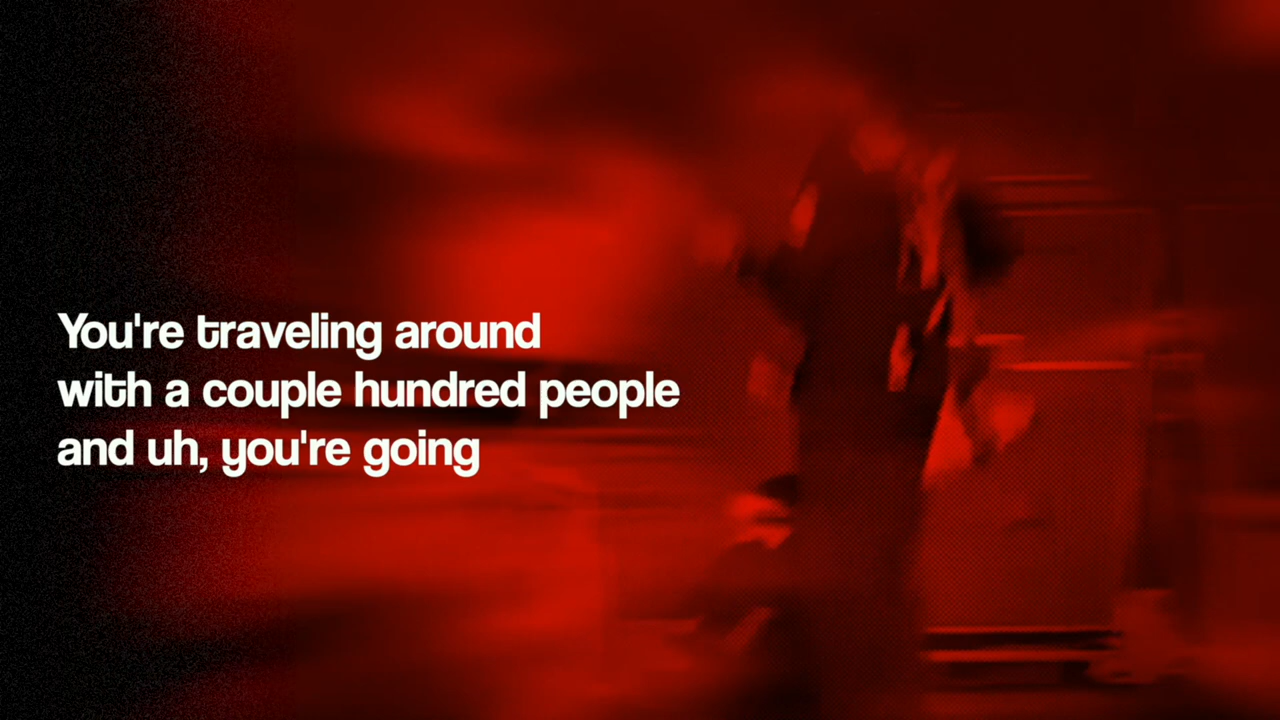 You're traveling around
with a couple hundred people
and uh, you're going